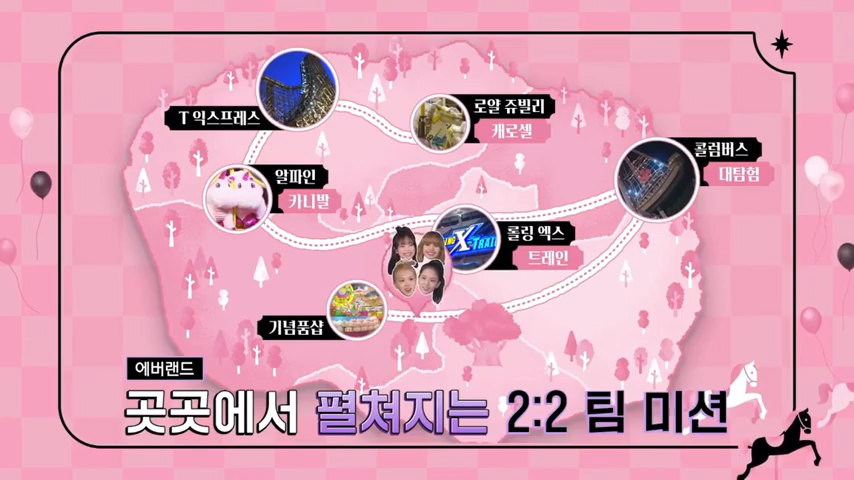 T 익스프레스
로얄 쥬빌리
캐로셀
콜럼버스
대탐험
알파인
카니발
롤링 엑스
트레인
X-TRAI
기념품샵
에버랜드
곳곳에서 펼쳐지는 2:2 팀 미션